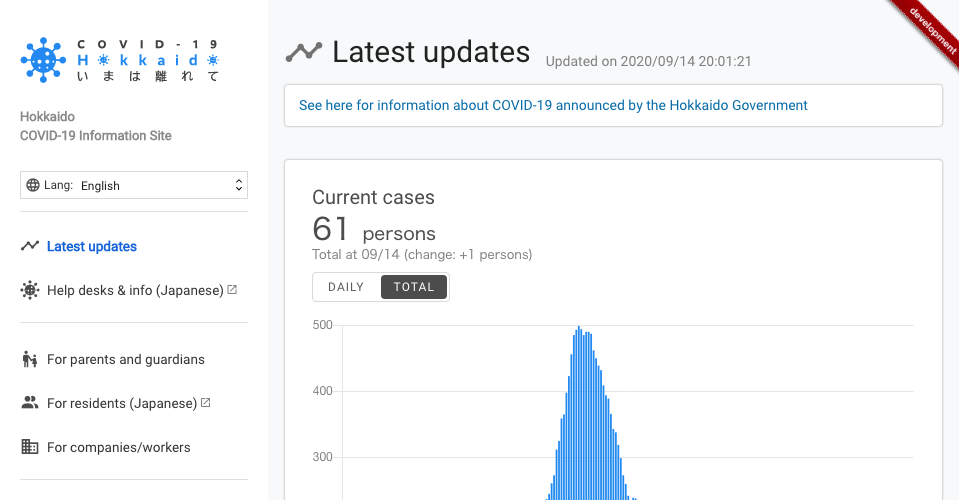 COVID-19
Hokkaido
いまは離れて
Hokkaido
COVID-19 Information Site
Lang: English
Latest updates
Help desks & info (Japanese)
For parents and guardians
For residents (Japanese)
For companies/workers
development
Latest updates Updated on 2020/09/14 20:01:21
See here for information about COVID-19 announced by the Hokkaido Government
Current cases
61 persons
Total at 09/14 (change: +1 persons)
DAILY TOTAL
500
400
300